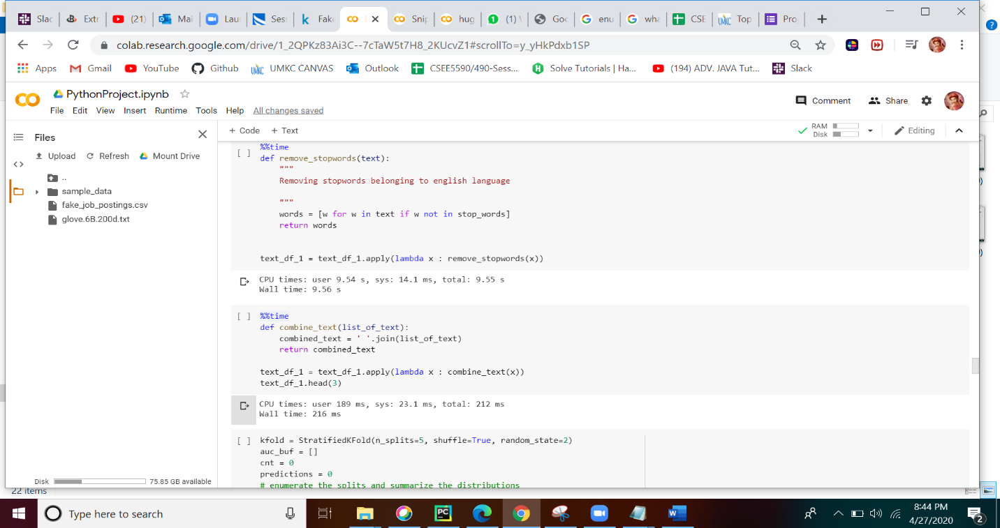 Slac
Extr
(21)
Mai
Lau
Ses
Fak
Snip
hug
(1)
Goo
enu
wha
CSE
Top
Pro
colab.research.google.com/drive/1_2QPKz83Ai3C--7cTaW5t7H8_2KUcvZ1#scrollTo=y_yHkPdxb1SP
Apps
Gmail
YouTube
Github
UMKC CANVAS
Outlook
CSEE5590/490-Sess...
Solve Tutorials | Ha...
(194) ADV. JAVA Tut...
Slack
PythonProject.ipynb
Comment
Share
File Edit View Insert Runtime Tools Help All changes saved
Files
+ Code + Text
RAM
Disk
Editing
Upload Refresh Mount Drive
..
sample_data
fake_job_postings.csv
glove.6B.200d.txt
[ ] %%time
def remove_stopwords(text):
"""
Removing stopwords belonging to english language
"""
words = [w for w in text if w not in stop_words]
return words
text_df_1 = text_df_1.apply(lambda x : remove_stopwords(x))
CPU times: user 9.54 s, sys: 14.1 ms, total: 9.55 s
Wall time: 9.56 s
[ ] %%time
def combine_text(list_of_text):
combined_text = ' '.join(list_of_text)
return combined_text
text_df_1 = text_df_1.apply(lambda x : combine_text(x))
text_df_1.head(3)
CPU times: user 189 ms, sys: 23.1 ms, total: 212 ms
Wall time: 216 ms
[ ] kfold = StratifiedKFold(n_splits=5, shuffle=True, random_state=2)
auc_buf = []
cnt = 0
predictions = 0
# enumerate the splits and summarize the distributions
Disk 75.85 GB available
22 items
Type here to search
8:44 PM
4/27/2020
2